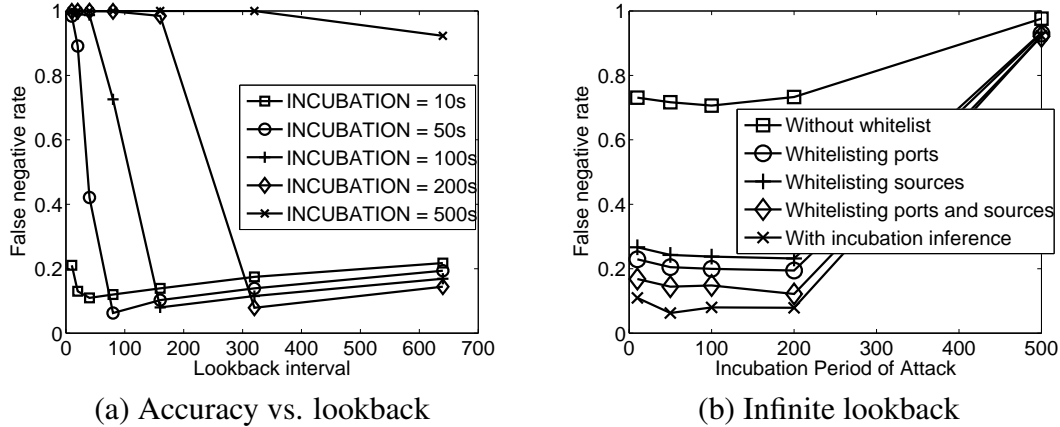 False negative rate
1
0.8
0.6
0.4
0.2
0
0 100 200 300 400 500 600 700
Lookback interval
INCUBATION = 10s
INCUBATION = 50s
INCUBATION = 100s
INCUBATION = 200s
INCUBATION = 500s
(a) Accuracy vs. lookback
False negative rate
1
0.8
0.6
0.4
0.2
0
0 100 200 300 400 500
Incubation Period of Attack
Without whitelist
Whitelisting ports
Whitelisting sources
Whitelisting ports and sources
With incubation inference
(b) Infinite lookback